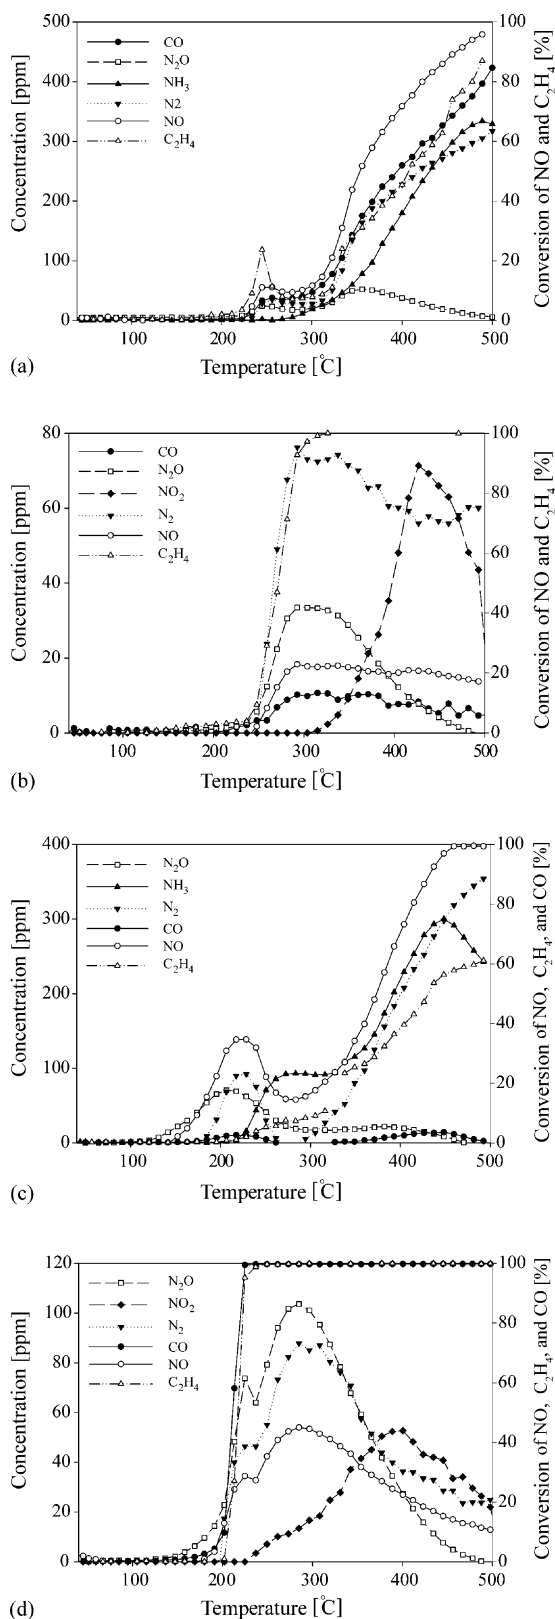 500
400
300
200
100
0
100
80
60
40
20
0
100
200
300
400
500
Concentration [ppm]
Conversion of NO and C₂H₄ [%]
Temperature [℃]
CO
N₂O
NH₃
N2
NO
C₂H₄
(a)
80
60
40
20
0
100
80
60
40
20
0
100
200
300
400
500
Concentration [ppm]
Conversion of NO and C₂H₄ [%]
Temperature [℃]
CO
N₂O
NO₂
N₂
NO
C₂H₄
(b)
400
300
200
100
0
100
80
60
40
20
0
100
200
300
400
500
Concentration [ppm]
Conversion of NO, C₂H₄, and CO [%]
Temperature [℃]
N₂O
NH₃
N₂
CO
NO
C₂H₄
(c)
120
100
80
60
40
20
0
100
80
60
40
20
0
100
200
300
400
500
Concentration [ppm]
Conversion of NO, C₂H₄, and CO [%]
Temperature [℃]
N₂O
NO₂
N₂
CO
NO
C₂H₄
(d)